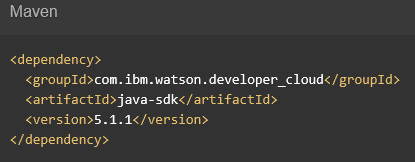 Maven
<dependency>
<groupId>com.ibm.watson.developer_cloud</groupId>
<artifactId>java-sdk</artifactId>
<version>5.1.1</version>
</dependency>